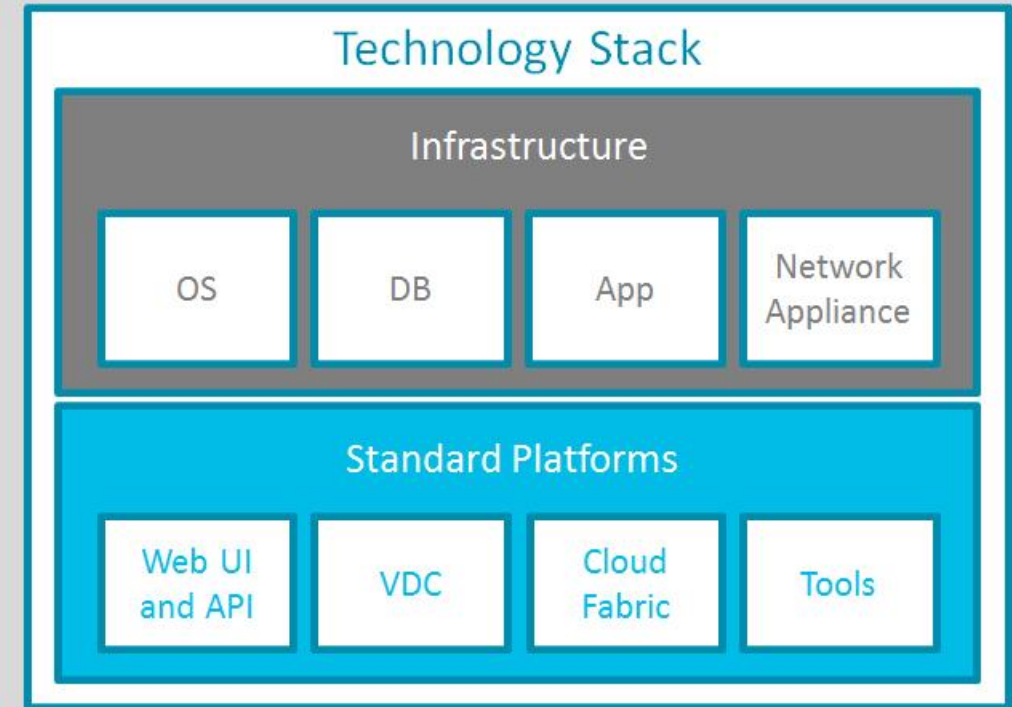 Technology Stack
Infrastructure
OS
DB
App
Network
Appliance
Standard Platforms
Web UI
and API
VDC
Cloud
Fabric
Tools